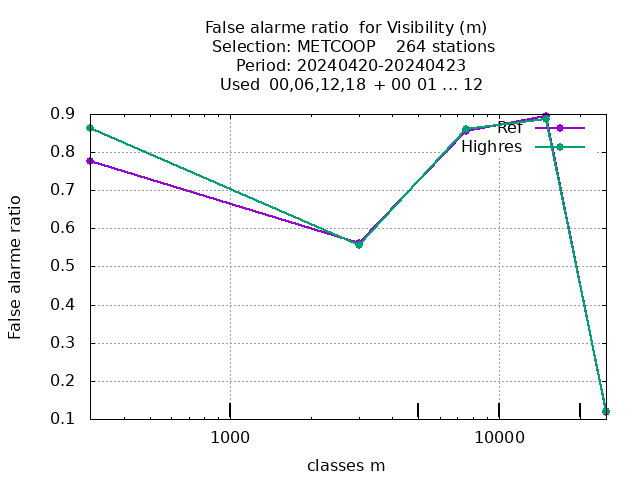 False alarme ratio  for Visibility (m)
Selection: METCOOP    264 stations
Period: 20240420-20240423
Used  00,06,12,18  + 00 01 ... 12
Ref
Highres
0.9
0.8
0.7
0.6
0.5
0.4
0.3
0.2
0.1
False alarme ratio
1000
10000
classes m